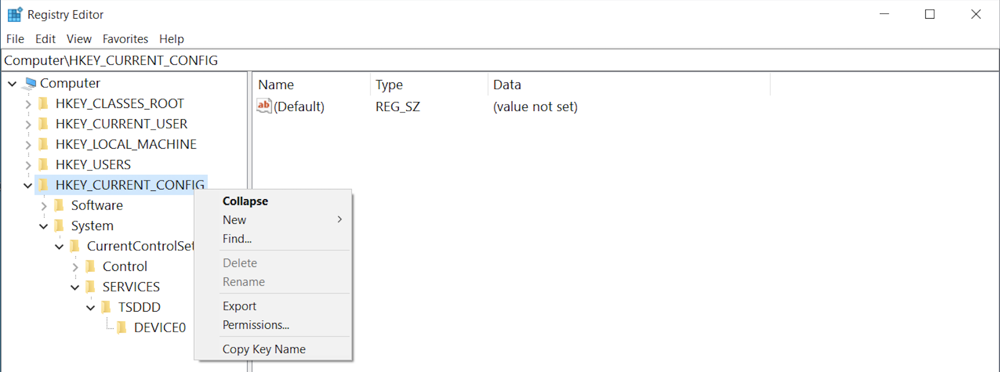 Registry Editor
File Edit View Favorites Help
Computer\HKEY_CURRENT_CONFIG
Computer
HKEY_CLASSES_ROOT
HKEY_CURRENT_USER
HKEY_LOCAL_MACHINE
HKEY_USERS
HKEY_CURRENT_CONFIG
Software
System
CurrentControlSet
Control
SERVICES
TSDDD
DEVICE0
Name Type Data
ab (Default) REG_SZ (value not set)
Collapse
New
Find...
Delete
Rename
Export
Permissions...
Copy Key Name